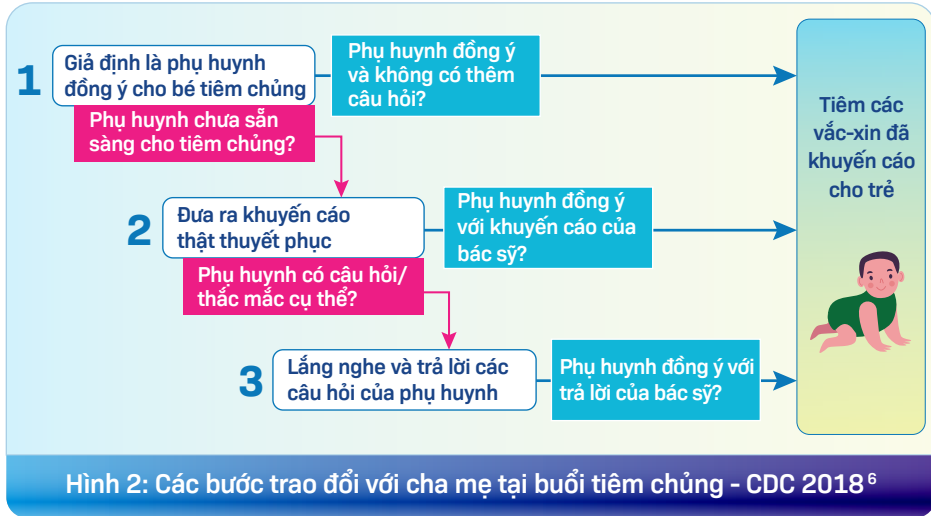 1
Giả định là phụ huynh
đồng ý cho bé tiêm chủng
Phụ huynh đồng ý
và không có thêm
câu hỏi?
Phụ huynh chưa sẵn
sàng cho tiêm chủng?
2
Đưa ra khuyến cáo
thật thuyết phục
Phụ huynh đồng ý
với khuyến cáo của
bác sỹ?
Phụ huynh có câu hỏi/
thắc mắc cụ thể?
3
Lắng nghe và trả lời các
câu hỏi của phụ huynh
Phụ huynh đồng ý với
trả lời của bác sỹ?
Tiêm các
vắc-xin đã
khuyến cáo
cho trẻ
Hình 2: Các bước trao đổi với cha mẹ tại buổi tiêm chủng - CDC 2018⁶